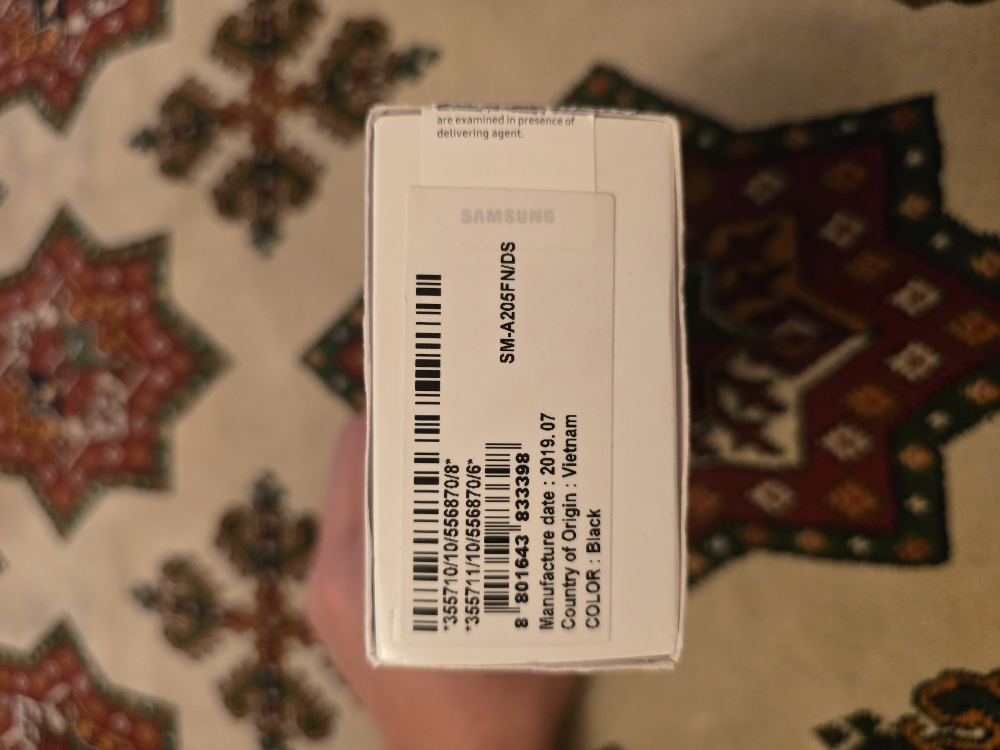 are examined in presence of
delivering agent.
SAMSUNG
SM-A205FN/DS
*355710/10/556870/8*
*355711/10/556870/6*
8 801643 833398
Manufacture date : 2019.07
Country of Origin : Vietnam
COLOR : Black